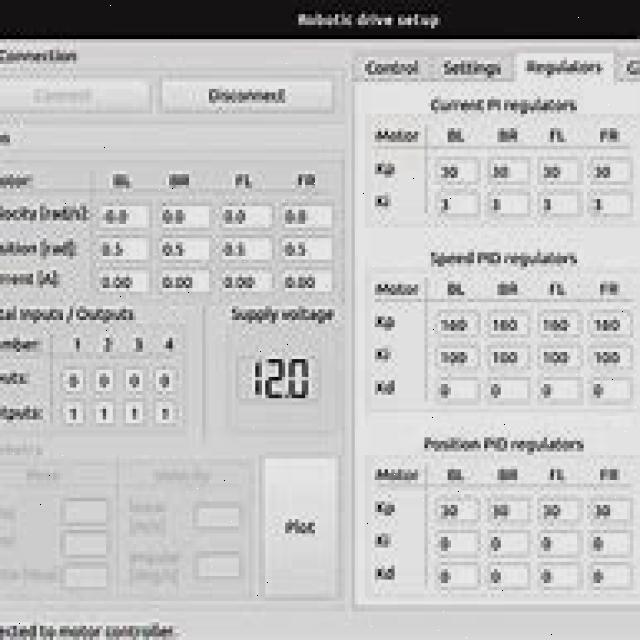 Robotic drive setup
Connection
Connect
Disconnect
BL BR FL FR
locity [rad/s]: -0.0 0.0 0.0 0.0
sition [rad]: 0.5 0.5 0.5 0.5
rrent [A]: 0.00 0.00 0.00 0.00
tal Inputs / Outputs
mber: 1 2 3 4
puts: 0 0 0 0
tputs: 1 1 1 1
Supply voltage
12.0
Plot
ected to motor controller.
Control Settings Regulators
Current PI regulators
Motor BL BR FL FR
Kp 30 30 30 30
Ki 3 3 3 3
Speed PID regulators
Motor BL BR FL FR
Kp 160 160 160 160
Ki 100 100 100 100
Kd 0 0 0 0
Position PID regulators
Motor BL BR FL FR
Kp 30 30 30 30
Ki 0 0 0 0
Kd 0 0 0 0